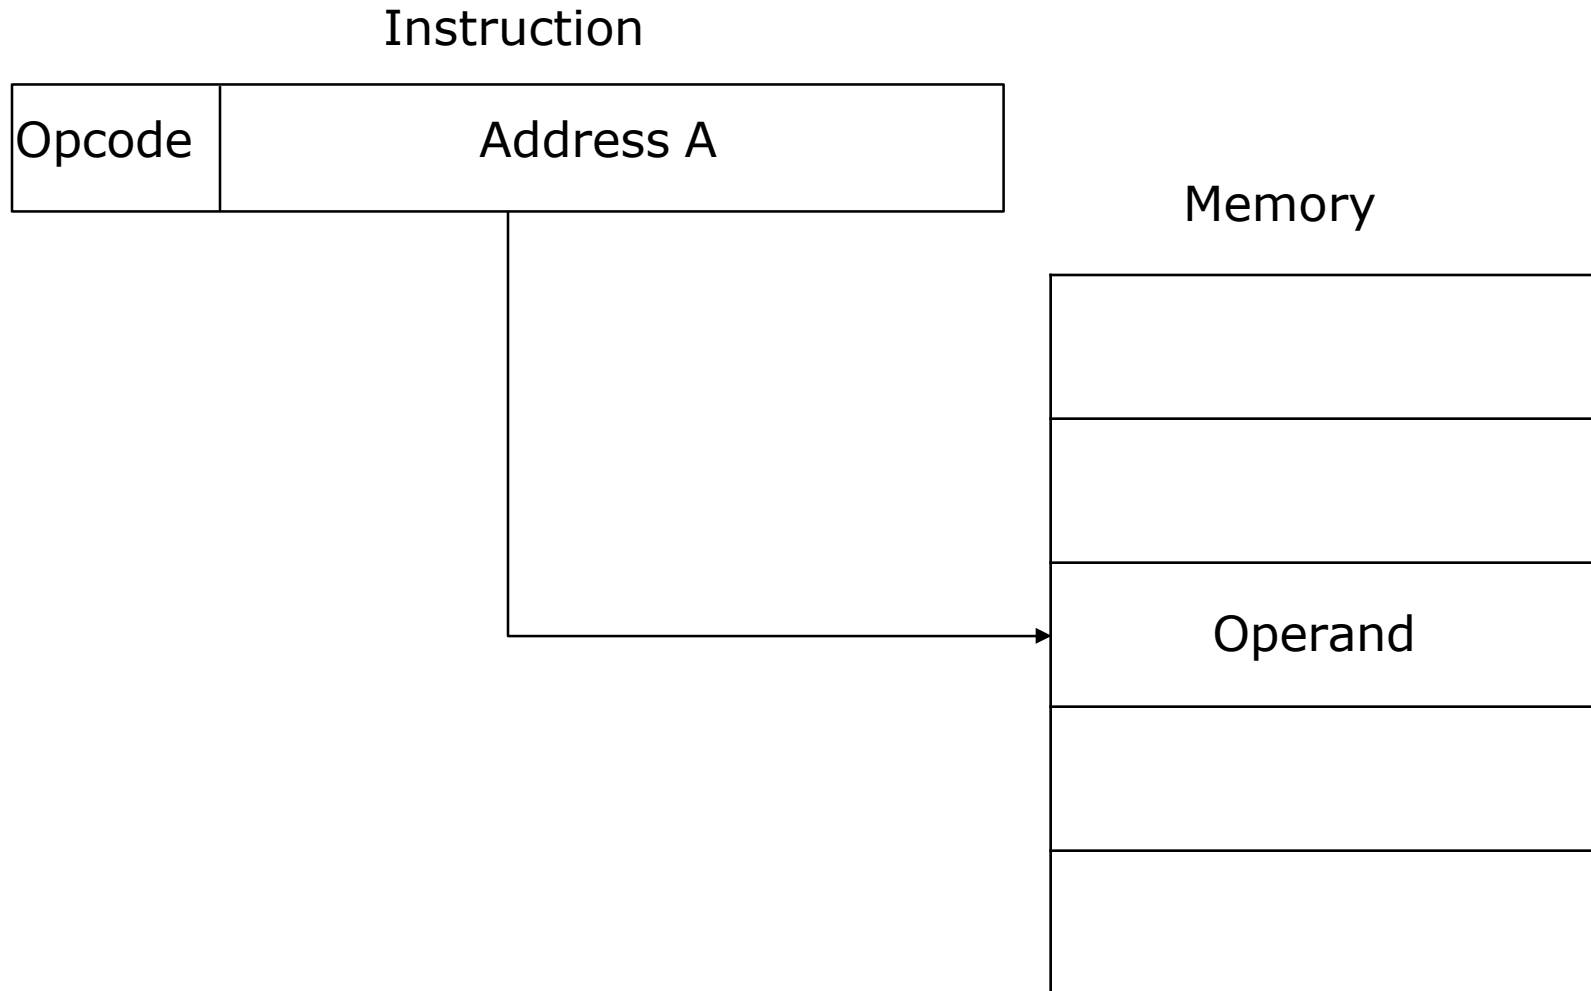 Instruction
Opcode
Address A
Memory
Operand